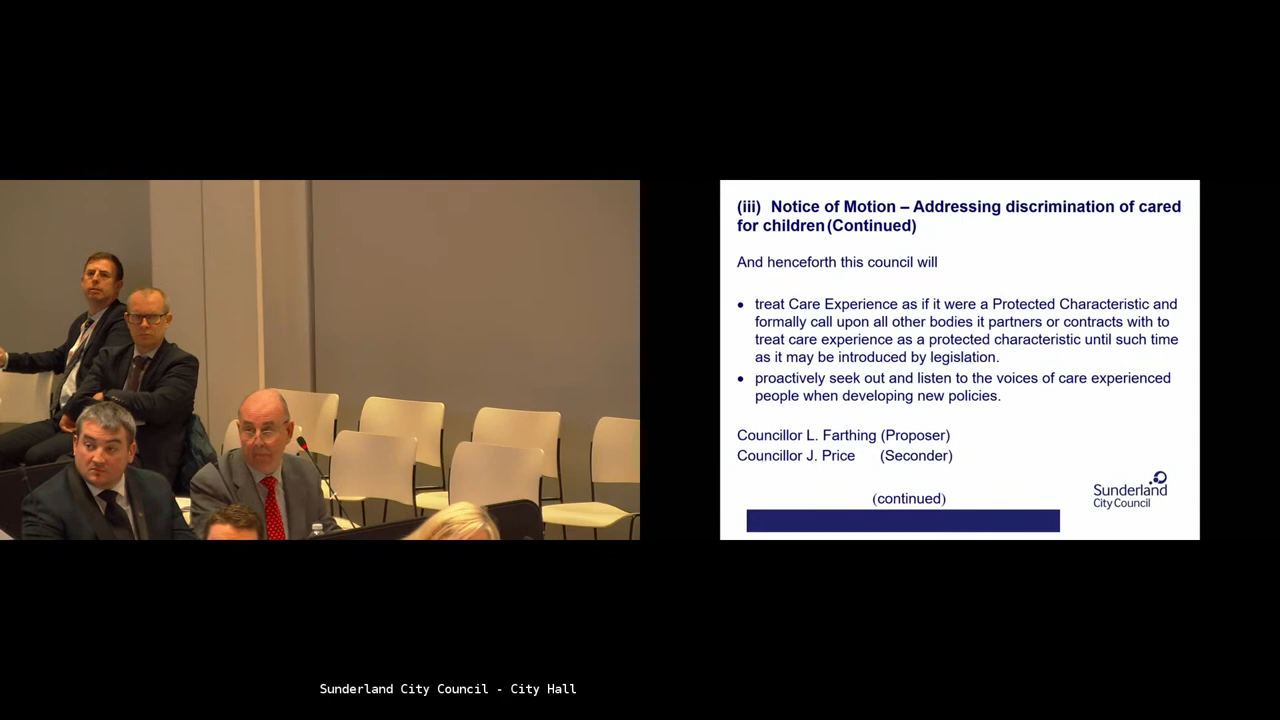 (iii) Notice of Motion – Addressing discrimination of cared
for children (Continued)
And henceforth this council will
• treat Care Experience as if it were a Protected Characteristic and
formally call upon all other bodies it partners or contracts with to
treat care experience as a protected characteristic until such time
as it may be introduced by legislation.
• proactively seek out and listen to the voices of care experienced
people when developing new policies.
Councillor L. Farthing (Proposer)
Councillor J. Price (Seconder)
(continued)
Sunderland
City Council
Sunderland City Council - City Hall